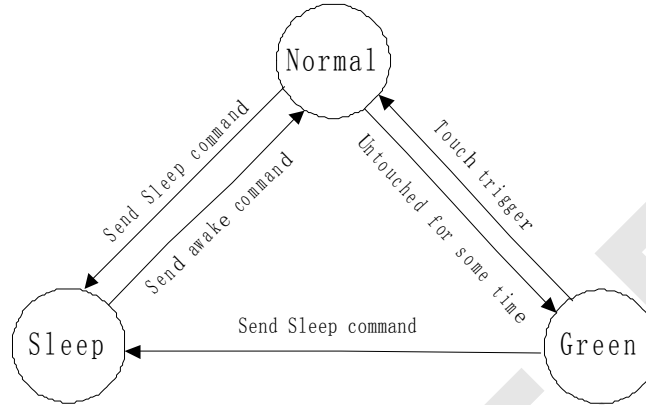 Normal
Send Sleep command
Send awake command
Touch trigger
Untouched for some time
Sleep
Send Sleep command
Green